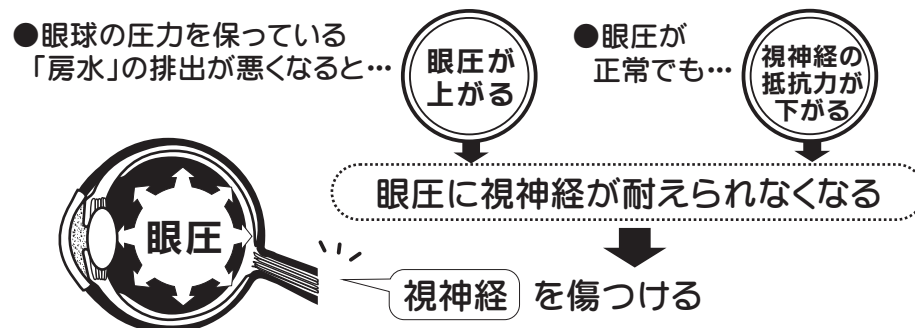 ●眼球の圧力を保っている
「房水」の排出が悪くなると…
眼圧が
上がる
●眼圧が
正常でも…
視神経の
抵抗力が
下がる
眼圧に視神経が耐えられなくなる
眼圧
視神経 を傷つける